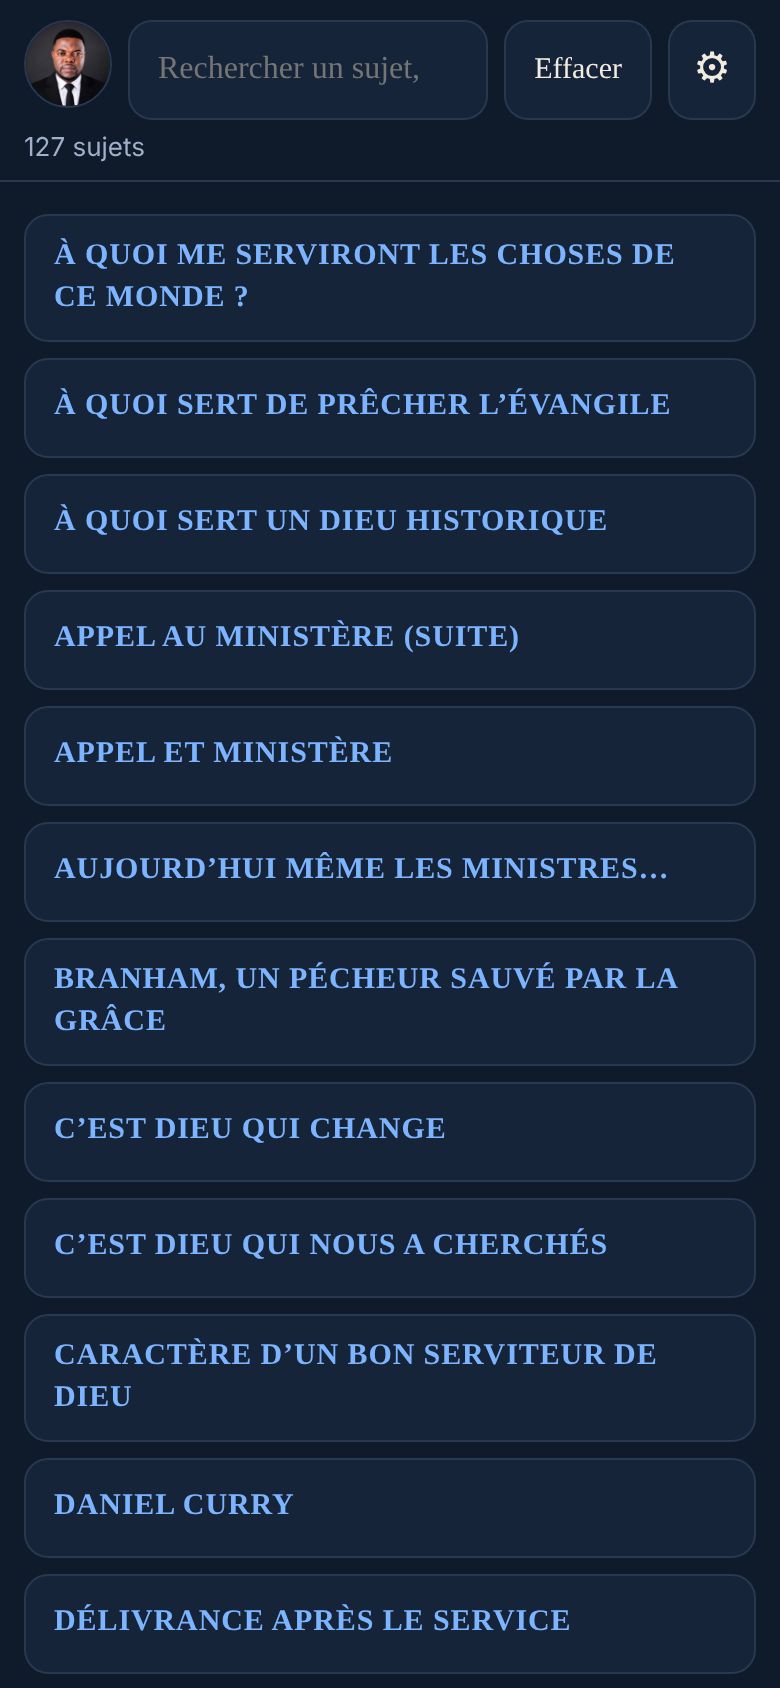 Rechercher un sujet,
Effacer
127 sujets
À QUOI ME SERVIRONT LES CHOSES DE
CE MONDE ?
À QUOI SERT DE PRÊCHER L’ÉVANGILE
À QUOI SERT UN DIEU HISTORIQUE
APPEL AU MINISTÈRE (SUITE)
APPEL ET MINISTÈRE
AUJOURD’HUI MÊME LES MINISTRES…
BRANHAM, UN PÉCHEUR SAUVÉ PAR LA
GRÂCE
C’EST DIEU QUI CHANGE
C’EST DIEU QUI NOUS A CHERCHÉS
CARACTÈRE D’UN BON SERVITEUR DE
DIEU
DANIEL CURRY
DÉLIVRANCE APRÈS LE SERVICE